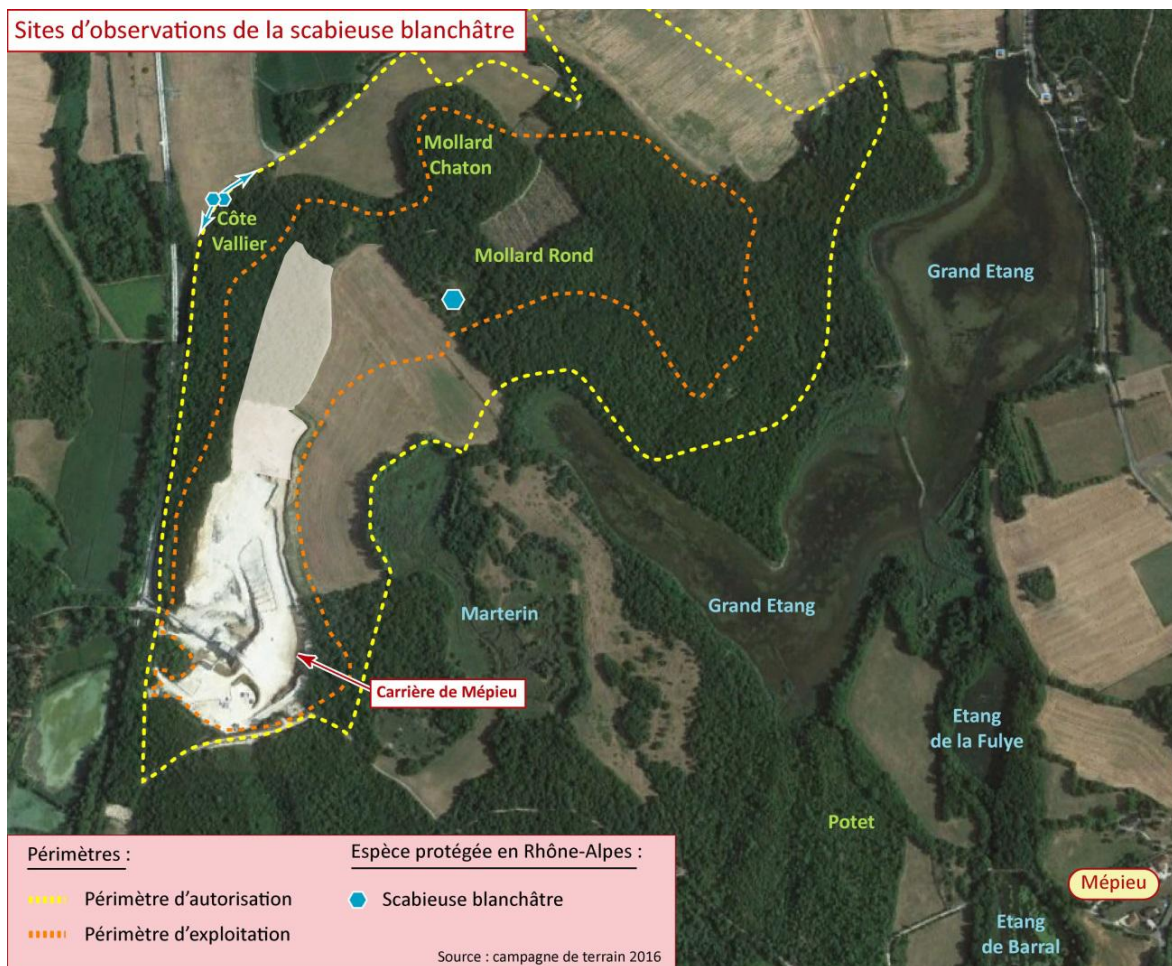 Sites d'observations de la scabieuse blanchâtre
Mollard
Chaton
Côte
Vallier
Mollard Rond
Grand Etang
Marterin
Grand Etang
Carrière de Mépieu
Etang
de la Fulye
Potet
Mépieu
Etang
de Barral
Périmètres :
Périmètre d'autorisation
Périmètre d'exploitation
Espèce protégée en Rhône-Alpes :
Scabieuse blanchâtre
Source : campagne de terrain 2016